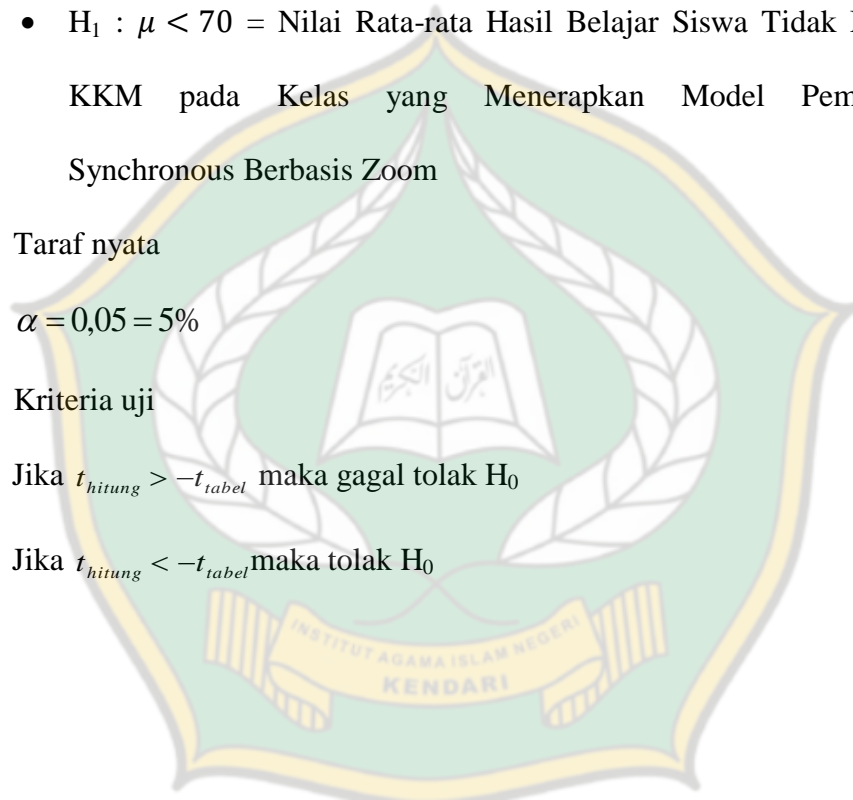 • H₁ : 𝜇 < 70 = Nilai Rata-rata Hasil Belajar Siswa Tidak
KKM pada Kelas yang Menerapkan Model
Synchronous Berbasis Zoom
Taraf nyata
α = 0,05 = 5%
Kriteria uji
Jika t_hitung > −t_tabel maka gagal tolak H₀
Jika t_hitung < −t_tabel maka tolak H₀
القرآن الكريم
INSTITUT AGAMA ISLAM NEGERI
KENDARI